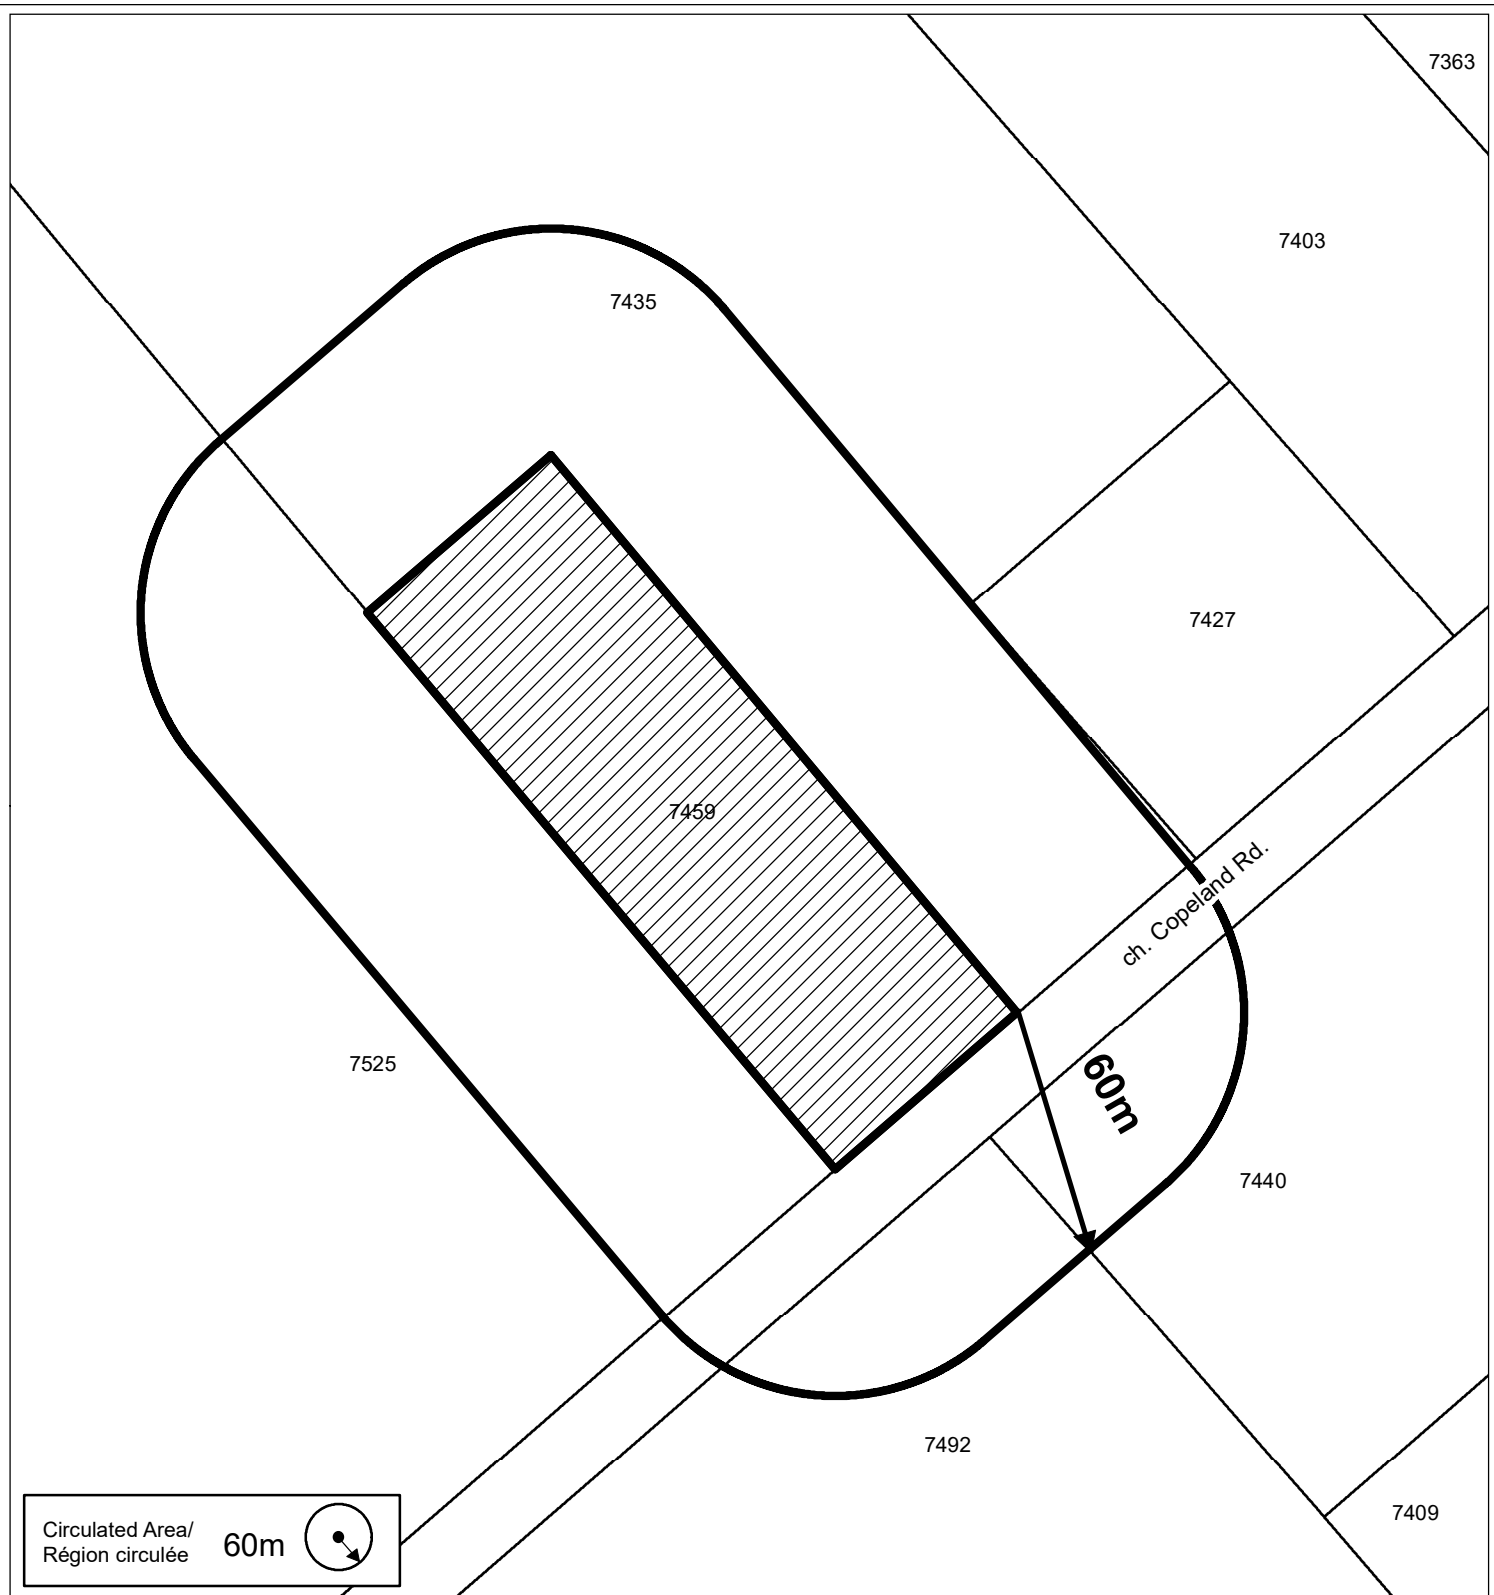 7363
7403
7435
7427
7459
ch. Copeland Rd.
7525
60m
7440
7492
7409
Circulated Area/
Région circulée
60m